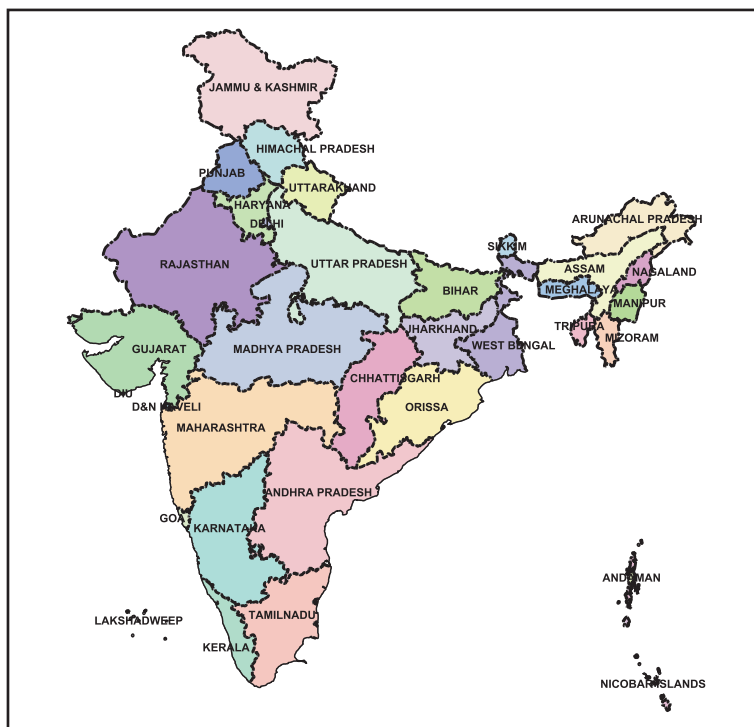 JAMMU & KASHMIR
HIMACHAL PRADESH
PUNJAB
UTTARAKHAND
HARYANA
DELHI
ARUNACHAL PRADESH
SIKKIM
RAJASTHAN
UTTAR PRADESH
ASSAM
NAGALAND
BIHAR
MEGHALAYA
MANIPUR
JHARKHAND
TRIPURA
WEST BUNGAL
MIZORAM
GUJARAT
MADHYA PRADESH
CHHATTISGARH
DIU
D&N HAVELI
ORISSA
MAHARASHTRA
ANDHRA PRADESH
GOA
KARNATAKA
ANDAMAN
LAKSHADWEEP
TAMILNADU
KERALA
NICOBAR ISLANDS